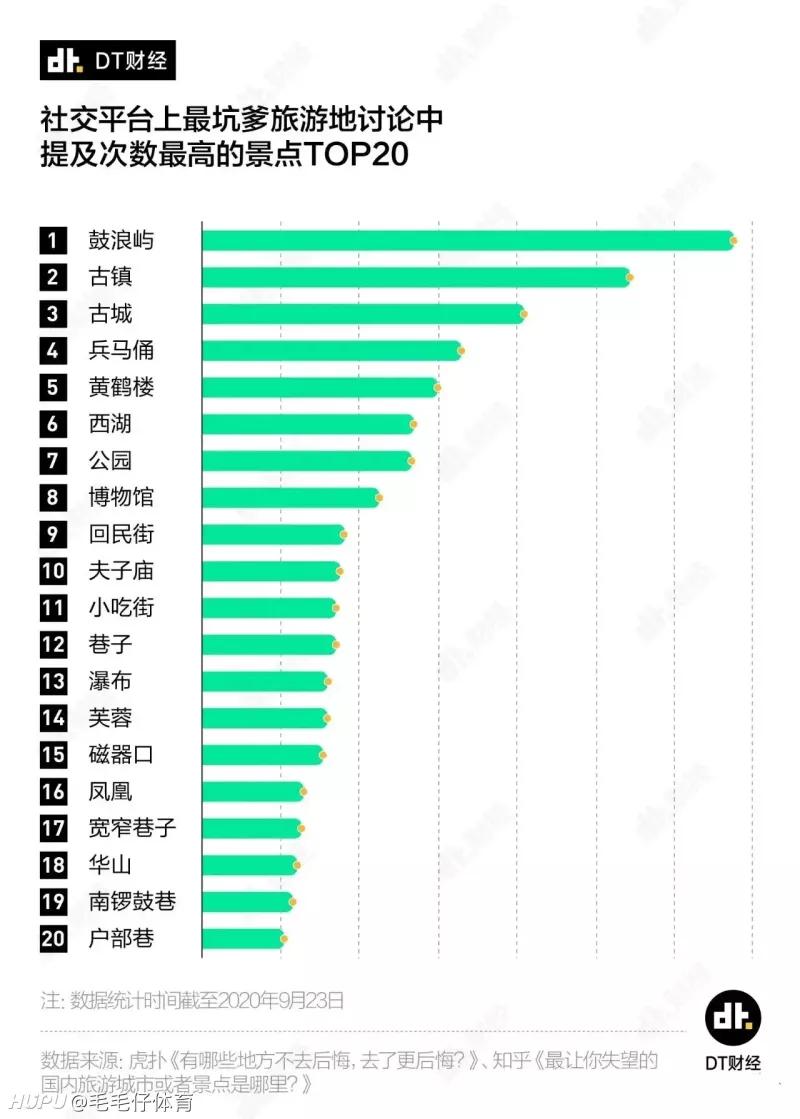 dt. DT财经
社交平台上最坑爹旅游地讨论中
提及次数最高的景点TOP20
1 鼓浪屿
2 古镇
3 古城
4 兵马俑
5 黄鹤楼
6 西湖
7 公园
8 博物馆
9 回民街
10 夫子庙
11 小吃街
12 巷子
13 瀑布
14 芙蓉
15 磁器口
16 凤凰
17 宽窄巷子
18 华山
19 南锣鼓巷
20 户部巷
注: 数据统计时间截至2020年9月23日
数据来源: 虎扑《有哪些地方不去后悔,去了更后悔?》、知乎《最让你失望的
国内旅游城市或者景点是哪里?》
dt.
DT财经
HUPU @毛毛仔体育